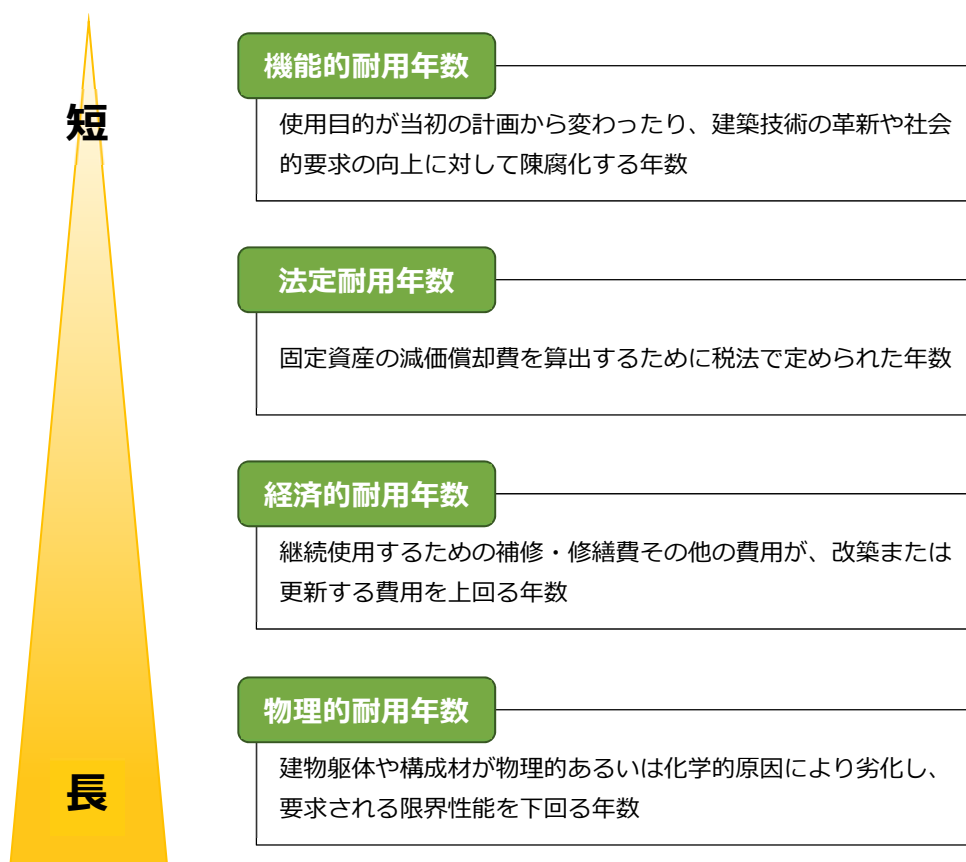 短
機能的耐用年数
使用目的が当初の計画から変わったり、建築技術の革新や社会
的要求の向上に対して陳腐化する年数
法定耐用年数
固定資産の減価償却費を算出するために税法で定められた年数
経済的耐用年数
継続使用するための補修・修繕費その他の費用が、改築または
更新する費用を上回る年数
物理的耐用年数
建物躯体や構成材が物理的あるいは化学的原因により劣化し、
要求される限界性能を下回る年数
長